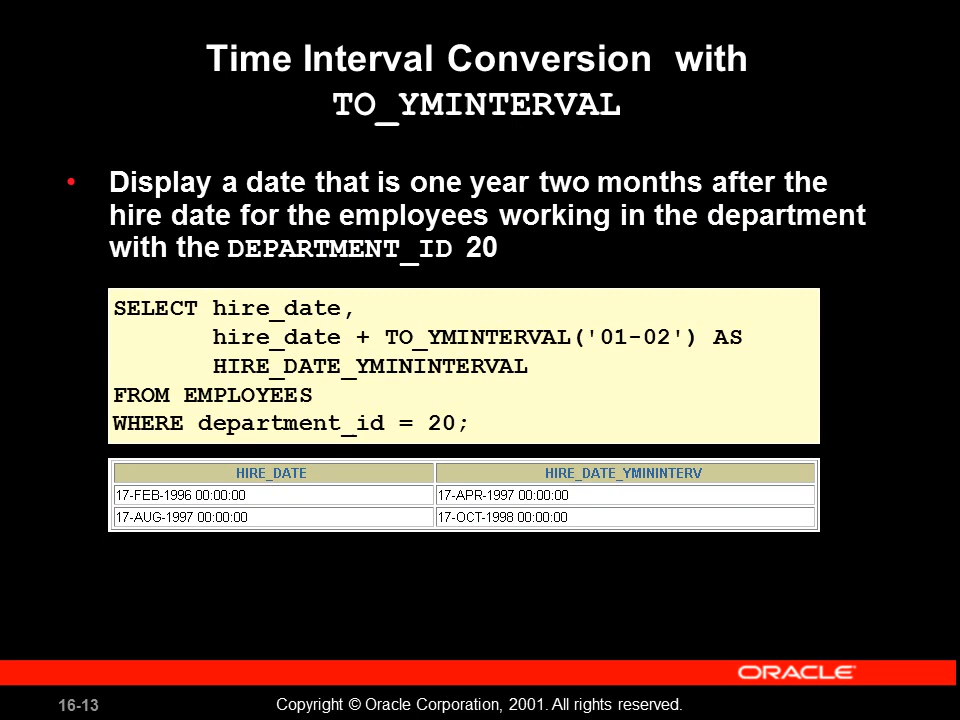 Time Interval Conversion with
TO_YMINTERVAL
• Display a date that is one year two months after the
hire date for the employees working in the department
with the DEPARTMENT_ID 20
SELECT hire_date,
hire_date + TO_YMINTERVAL('01-02') AS
HIRE_DATE_YMININTERVAL
FROM EMPLOYEES
WHERE department_id = 20;
HIRE_DATE HIRE_DATE_YMININTERV
17-FEB-1996 00:00:00 17-APR-1997 00:00:00
17-AUG-1997 00:00:00 17-OCT-1998 00:00:00
ORACLE
16-13 Copyright © Oracle Corporation, 2001. All rights reserved.